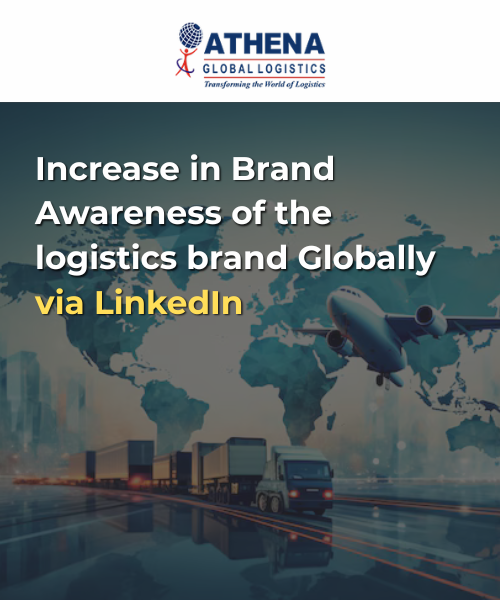 ATHENA
GLOBAL LOGISTICS
Transforming the World of Logistics
Increase in Brand
Awareness of the
logistics brand Globally
via LinkedIn